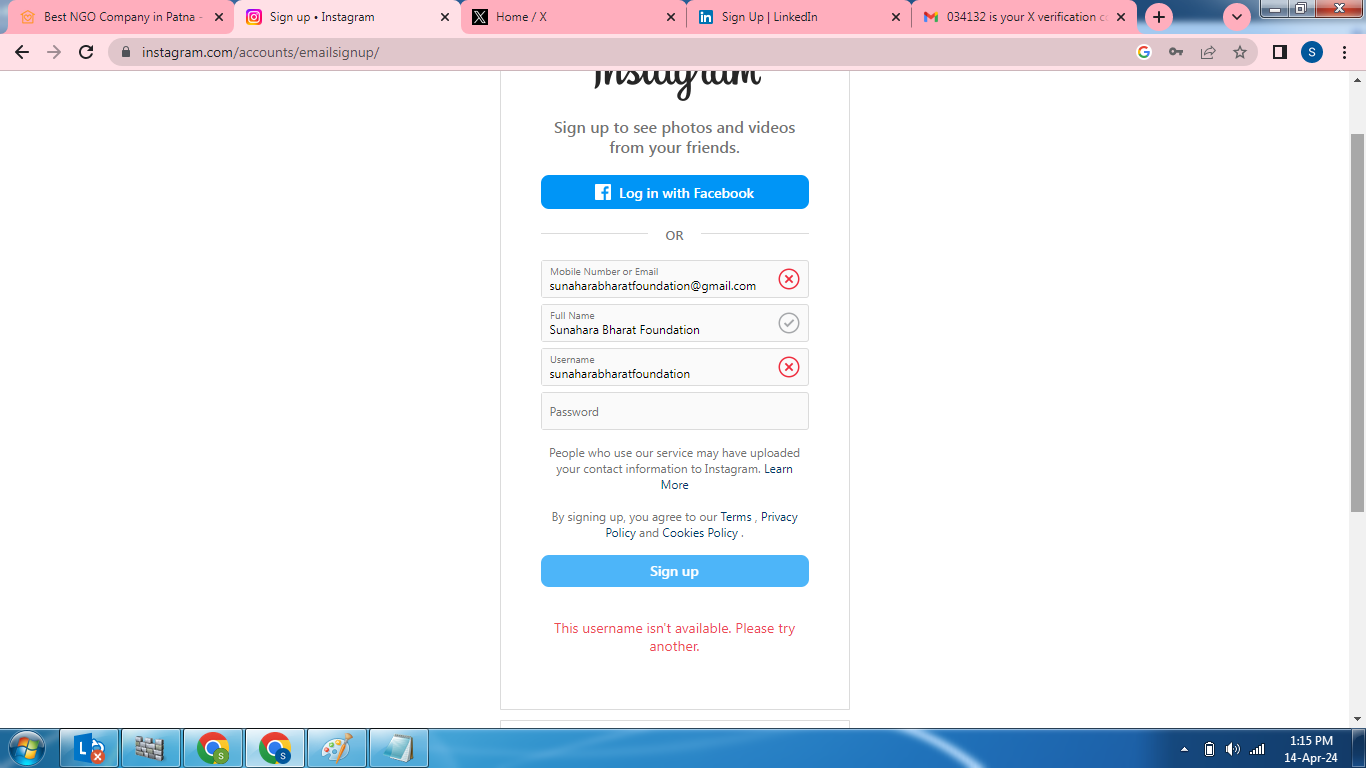 Best NGO Company in Patna -
Sign up • Instagram
Home / X
Sign Up | LinkedIn
034132 is your X verification c
instagram.com/accounts/emailsignup/
S
Instagram
Sign up to see photos and videos
from your friends.
Log in with Facebook
OR
Mobile Number or Email
sunaharabharatfoundation@gmail.com
Full Name
Sunahara Bharat Foundation
Username
sunaharabharatfoundation
Password
People who use our service may have uploaded
your contact information to Instagram. Learn
More
By signing up, you agree to our Terms , Privacy
Policy and Cookies Policy .
Sign up
This username isn't available. Please try
another.
1:15 PM
14-Apr-24